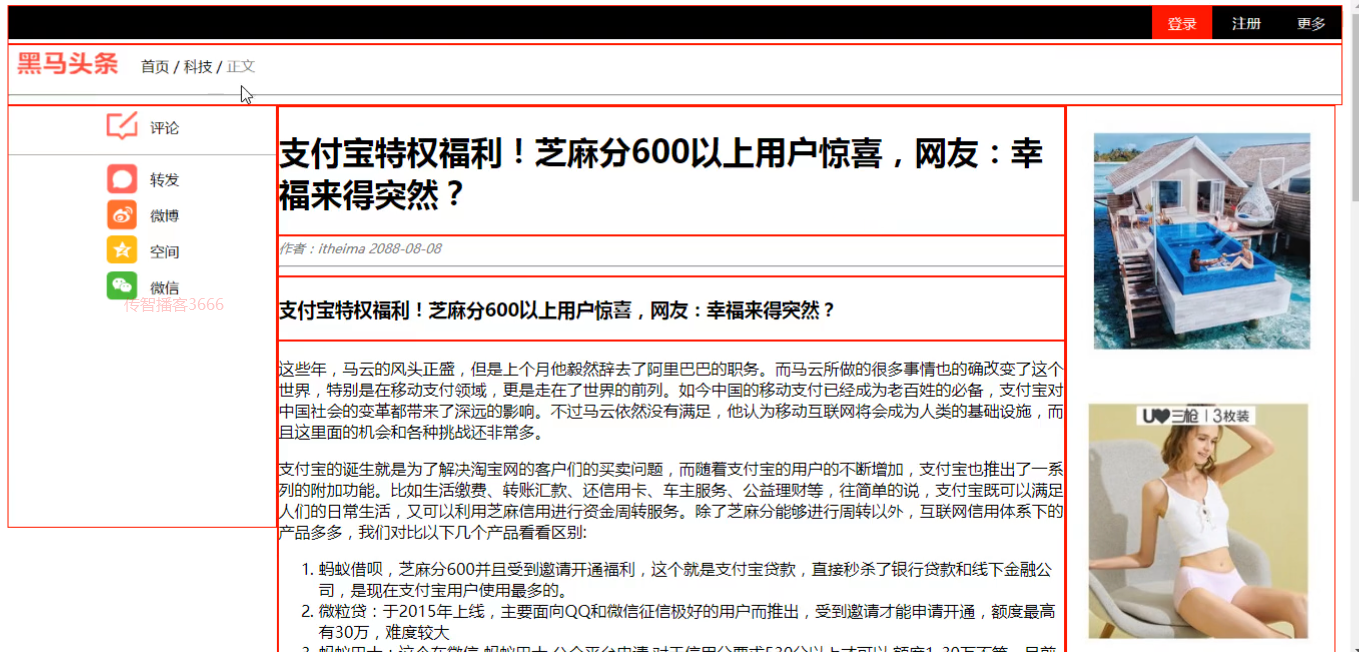 登录 注册 更多
黑马头条 首页 / 科技 / 正文
评论
转发
微博
空间
微信
传智播客3666
支付宝特权福利！芝麻分600以上用户惊喜，网友：幸
福来得突然？
作者：itheima 2088-08-08
支付宝特权福利！芝麻分600以上用户惊喜，网友：幸福来得突然？
这些年，马云的风头正盛，但是上个月他毅然辞去了阿里巴巴的职务。而马云所做的很多事情也的确改变了这个
世界，特别是在移动支付领域，更是走在了世界的前列。如今中国的移动支付已经成为老百姓的必备，支付宝对
中国社会的变革都带来了深远的影响。不过马云依然没有满足，他认为移动互联网将会成为人类的基础设施，而
且这里面的机会和各种挑战还非常多。
支付宝的诞生就是为了解决淘宝网的客户们的买卖问题，而随着支付宝的用户的不断增加，支付宝也推出了一系
列的附加功能。比如生活缴费、转账汇款、还信用卡、车主服务、公益理财等，往简单的说，支付宝既可以满足
人们的日常生活，又可以利用芝麻信用进行资金周转服务。除了芝麻分能够进行周转以外，互联网信用体系下的
产品多多，我们对比以下几个产品看看区别:
1. 蚂蚁借呗，芝麻分600并且受到邀请开通福利，这个就是支付宝贷款，直接秒杀了银行贷款和线下金融公
司，是现在支付宝用户使用最多的。
2. 微粒贷：于2015年上线，主要面向QQ和微信征信极好的用户而推出，受到邀请才能申请开通，额度最高
有30万，难度较大
U 三枪 | 3枚装